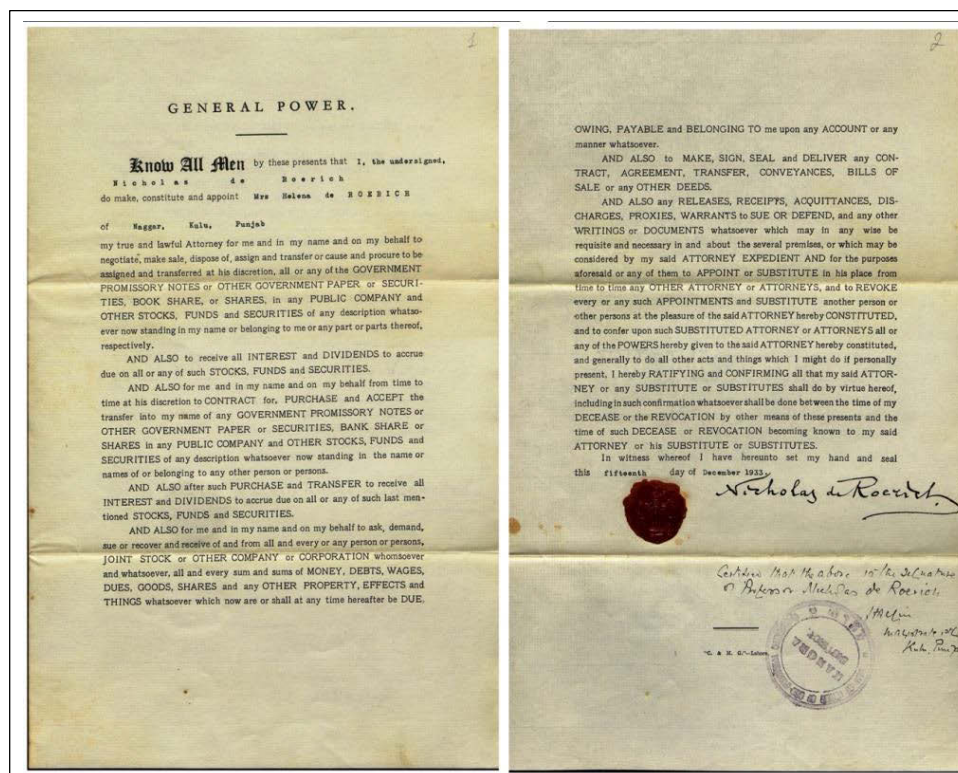 1
GENERAL POWER.
Know All Men by these presents that I, the undersigned,
Nicholas de Roerich
do make, constitute and appoint Mrs Helena de ROERICH
of Naggar, Kulu, Punjab
my true and lawful Attorney for me and in my name and on my behalf to
negotiate, make sale, dispose of, assign and transfer or cause and procure to be
assigned and transferred at his discretion, all or any of the GOVERNMENT
PROMISSORY NOTES or OTHER GOVERNMENT PAPER or SECURI-
TIES, BOOK SHARE, or SHARES, in any PUBLIC COMPANY and
OTHER STOCKS, FUNDS and SECURITIES of any description whatso-
ever now standing in my name or belonging to me or any part or parts thereof,
respectively.
AND ALSO to receive all INTEREST and DIVIDENDS to accrue
due on all or any of such STOCKS, FUNDS and SECURITIES.
AND ALSO for me and in my name and on my behalf from time to
time at his discretion to CONTRACT for, PURCHASE and ACCEPT the
transfer into my name of any GOVERNMENT PROMISSORY NOTES or
OTHER GOVERNMENT PAPER or SECURITIES, BANK SHARE or
SHARES in any PUBLIC COMPANY and OTHER STOCKS, FUNDS and
SECURITIES of any description whatsoever now standing in the name or
names of or belonging to any other person or persons.
AND ALSO after such PURCHASE and TRANSFER to receive all
INTEREST and DIVIDENDS to accrue due on all or any of such last men-
tioned STOCKS, FUNDS and SECURITIES.
AND ALSO for me and in my name and on my behalf to ask, demand,
sue or recover and receive of and from all and every or any person or persons,
JOINT STOCK or OTHER COMPANY or CORPORATION whomsoever
and whatsoever, all and every sum and sums of MONEY, DEBTS, WAGES,
DUES, GOODS, SHARES and any OTHER PROPERTY, EFFECTS and
THINGS whatsoever which now are or shall at any time hereafter be DUE,
2
OWING, PAYABLE and BELONGING TO me upon any ACCOUNT or any
manner whatsoever.
AND ALSO to MAKE, SIGN, SEAL and DELIVER any CON-
TRACT, AGREEMENT, TRANSFER, CONVEYANCES, BILLS OF
SALE or any OTHER DEEDS.
AND ALSO any RELEASES, RECEIPTS, ACQUITTANCES, DIS-
CHARGES, PROXIES, WARRANTS to SUE OR DEFEND, and any other
WRITINGS or DOCUMENTS whatsoever which may in any wise be
requisite and necessary in and about the several premises, or which may be
considered by my said ATTORNEY EXPEDIENT AND for the purposes
aforesaid or any of them to APPOINT or SUBSTITUTE in his place from
time to time any OTHER ATTORNEY or ATTORNEYS, and to REVOKE
every or any such APPOINTMENTS and SUBSTITUTE another person or
other persons at the pleasure of the said ATTORNEY hereby CONSTITUTED,
and to confer upon such SUBSTITUTED ATTORNEY or ATTORNEYS all or
any of the POWERS hereby given to the said ATTORNEY hereby constituted,
and generally to do all other acts and things which I might do if personally
present, I hereby RATIFYING and CONFIRMING all that my said ATTOR-
NEY or any SUBSTITUTE or SUBSTITUTES shall do by virtue hereof,
including in such confirmation whatsoever shall be done between the time of my
DECEASE or the REVOCATION by other means of these presents and the
time of such DECEASE or REVOCATION becoming known to my said
ATTORNEY or his SUBSTITUTE or SUBSTITUTES.
In witness whereof I have hereunto set my hand and seal
this fifteenth day of December 1933.
Nicholas de Roerich
Certified that the above is the Signature
of Professor Nicholas de Roerich
Kulu
"C. & M. G."—Lahore.
KANGRA
DISTRICT